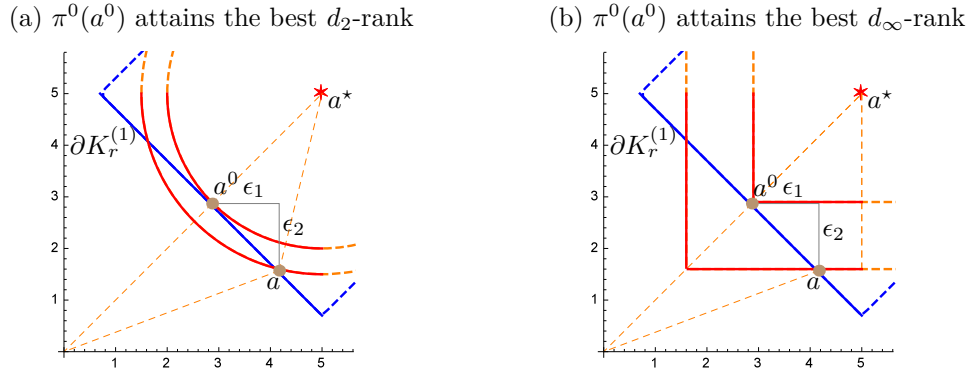 (a) π⁰(a⁰) attains the best d₂-rank
5
4
3
2
1
1 2 3 4 5
a⋆
∂K_r^{(1)}
a⁰ ϵ₁
ϵ₂
a
(b) π⁰(a⁰) attains the best d_∞-rank
5
4
3
2
1
1 2 3 4 5
a⋆
∂K_r^{(1)}
a⁰ ϵ₁
ϵ₂
a